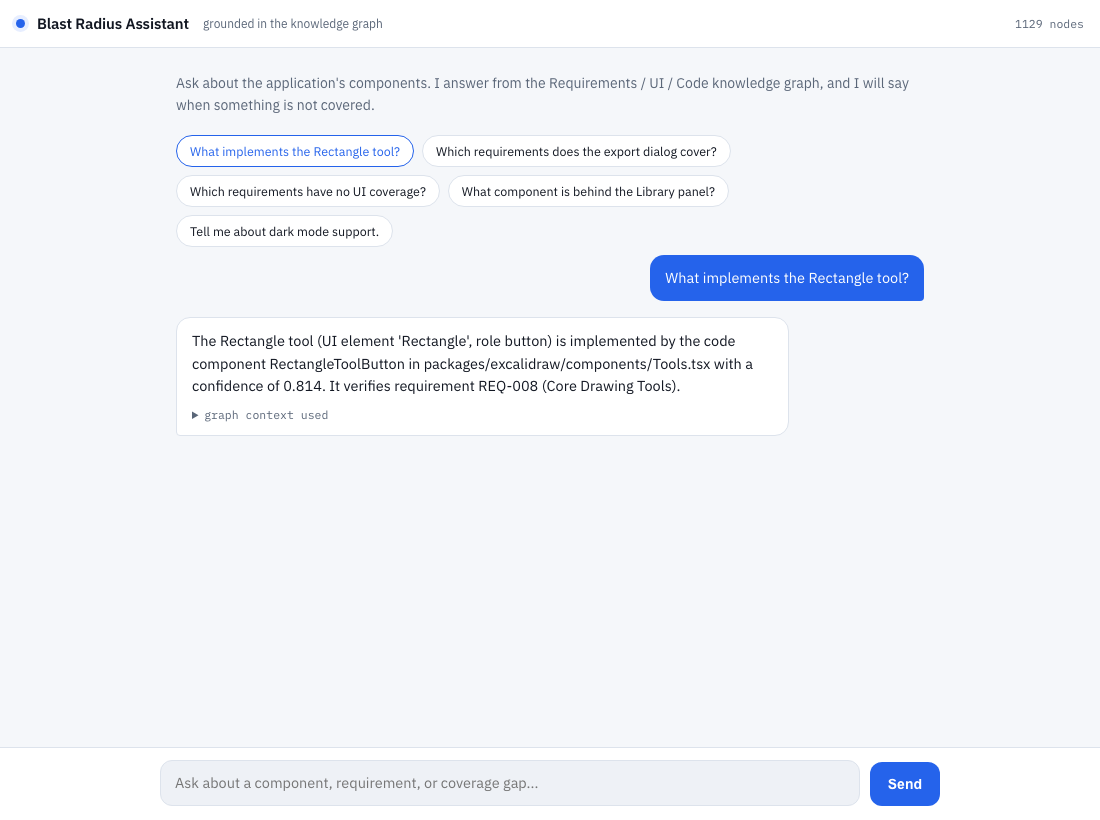 Blast Radius Assistant grounded in the knowledge graph 1129 nodes
Ask about the application's components. I answer from the Requirements / UI / Code knowledge graph, and I will say
when something is not covered.
What implements the Rectangle tool? Which requirements does the export dialog cover?
Which requirements have no UI coverage? What component is behind the Library panel?
Tell me about dark mode support.
What implements the Rectangle tool?
The Rectangle tool (UI element 'Rectangle', role button) is implemented by the code
component RectangleToolButton in packages/excalidraw/components/Tools.tsx with a
confidence of 0.814. It verifies requirement REQ-008 (Core Drawing Tools).
graph context used
Ask about a component, requirement, or coverage gap...
Send